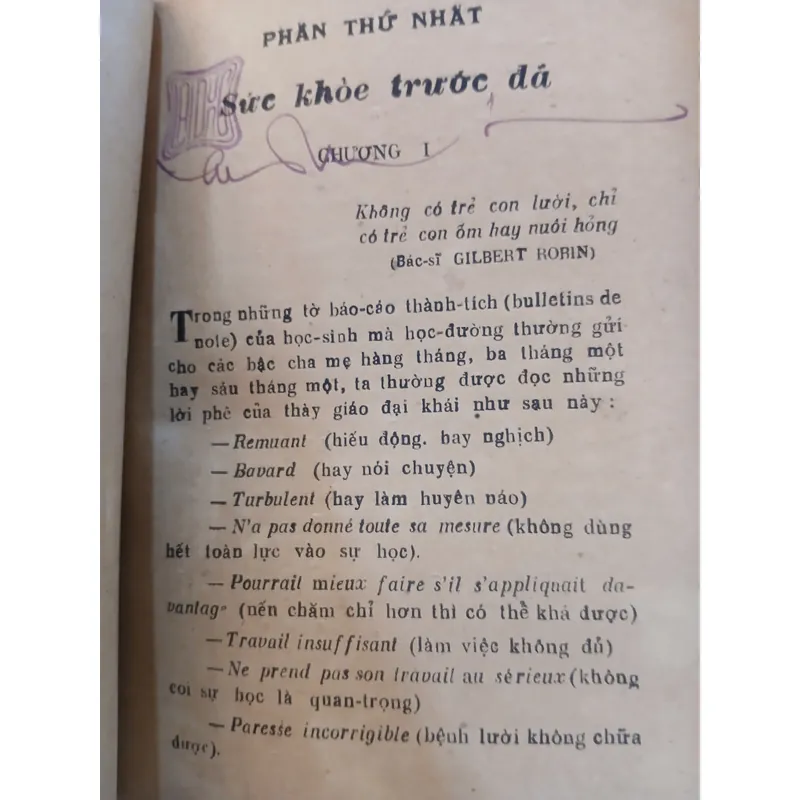 PHẦN THỨ NHẤT
Sức khỏe trước đã
CHƯƠNG I
Không có trẻ con lười, chỉ
có trẻ con ốm hay nuôi hỏng
(Bác-sĩ GILBERT ROBIN)
Trong những tờ báo-cáo thành-tích (bulletins de
note) của học-sinh mà học-đường thường gửi
cho các bậc cha mẹ hàng tháng, ba tháng một
hay sáu tháng một, ta thường được đọc những
lời phê của thày giáo đại khái như sau này :
— Remuant (hiếu động. hay nghịch)
— Bavard (hay nói chuyện)
— Turbulent (hay làm huyên náo)
— N'a pas donné toute sa mesure (không dùng
hết toàn lực vào sự học).
— Pourrait mieux faire s'il s'appliquait da-
vantage (nến chăm chỉ hơn thì có thể khá được)
— Travail insuffisant (làm việc không đủ)
— Ne prend pas son travail au sérieux (không
coi sự học là quan-trọng)
— Paresse incorrigible (bệnh lười không chữa
được).